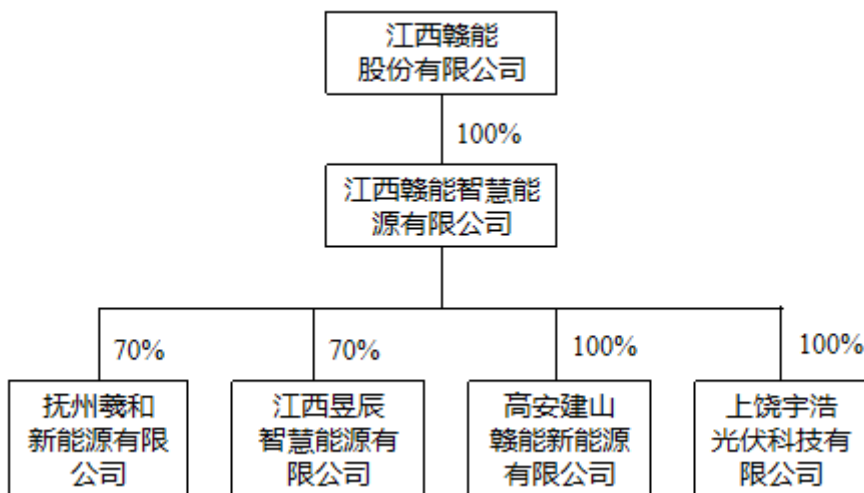 江西赣能
股份有限公司
100%
江西赣能智慧能
源有限公司
70%
70%
100%
100%
抚州羲和
新能源有限
公司
江西昱辰
智慧能源有
限公司
高安建山
赣能新能源
有限公司
上饶宇浩
光伏科技有
限公司